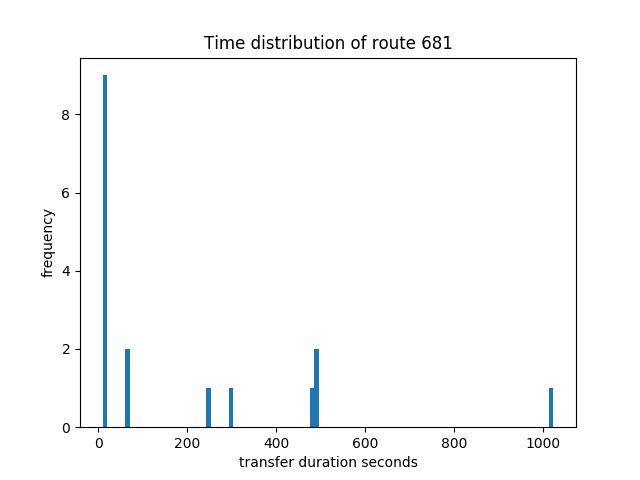 Time distribution of route 681
frequency
8
6
4
2
0
0 200 400 600 800 1000
transfer duration seconds